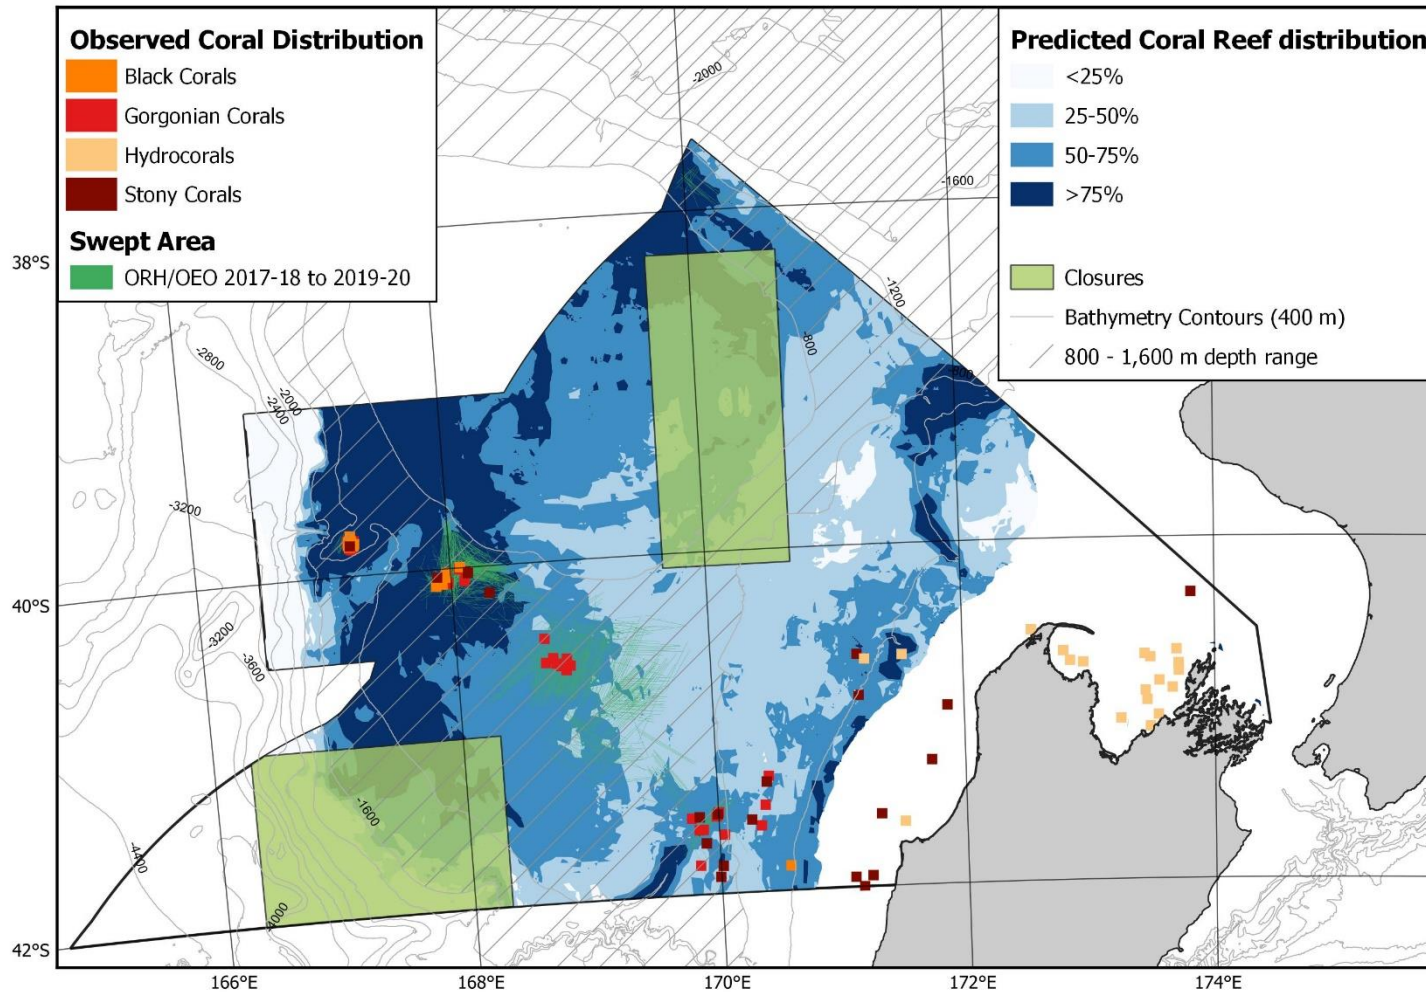 Observed Coral Distribution
Black Corals
Gorgonian Corals
Hydrocorals
Stony Corals
Swept Area
ORH/OEO 2017-18 to 2019-20
Predicted Coral Reef distribution
<25%
25-50%
50-75%
>75%
Closures
Bathymetry Contours (400 m)
800 - 1,600 m depth range
-2000
-1600
38°S
-1200
-2800
-800
-2000
-2400
-800
-3200
40°S
-3200
-3600
-1600
-4400
-4000
42°S
166°E
168°E
170°E
172°E
174°E